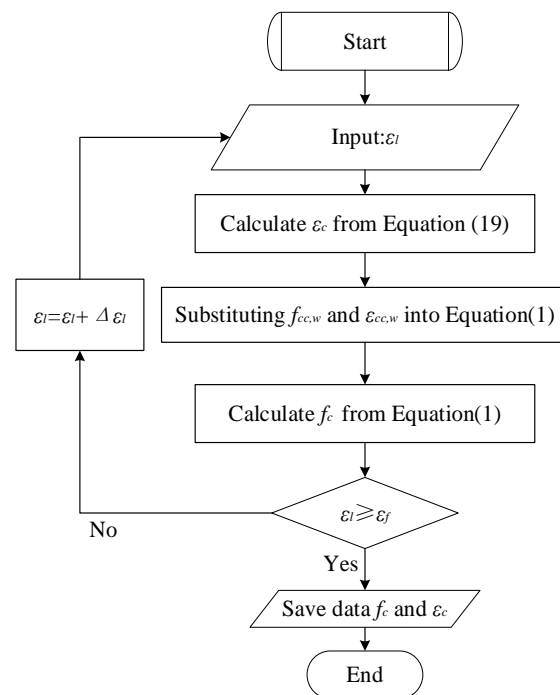 Start
Input:εl
Calculate εc from Equation (19)
εl=εl+ Δ εl
Substituting fcc,w and εcc,w into Equation(1)
Calculate fc from Equation(1)
εl⩾εf
No
Yes
Save data fc and εc
End